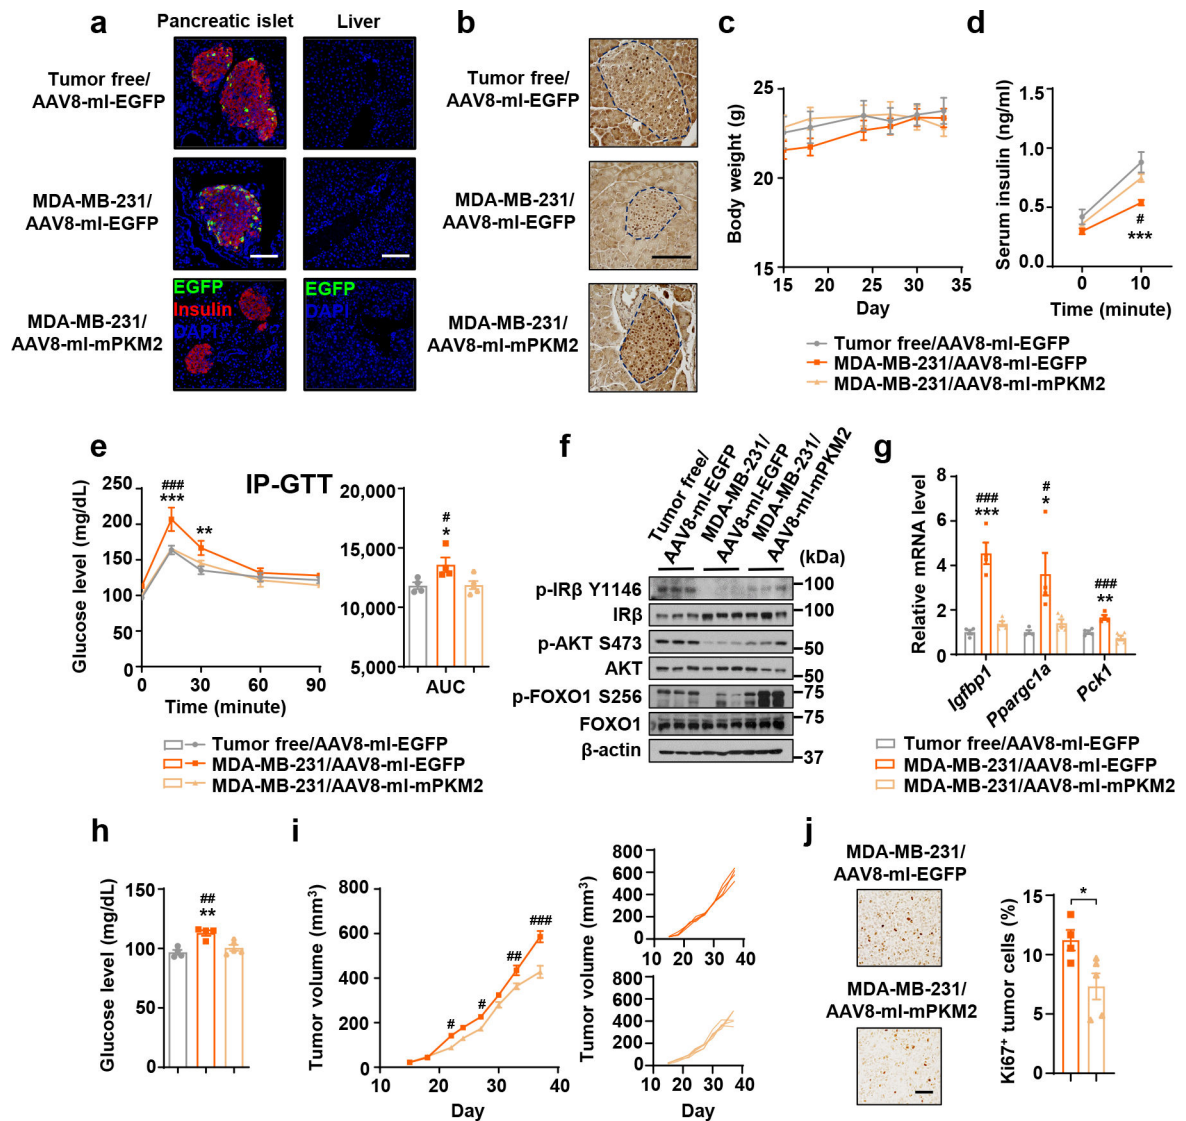 a
Pancreatic islet
Liver
Tumor free/
AAV8-mI-EGFP
MDA-MB-231/
AAV8-mI-EGFP
MDA-MB-231/
AAV8-mI-mPKM2
EGFP
Insulin
DAPI
EGFP
DAPI
b
Tumor free/
AAV8-mI-EGFP
MDA-MB-231/
AAV8-mI-EGFP
MDA-MB-231/
AAV8-mI-mPKM2
c
Body weight (g)
25
20
15
15 20 25 30 35
Day
d
Serum insulin (ng/ml)
1.5
1.0
0.5
0.0
#
***
0 10
Time (minute)
Tumor free/AAV8-mI-EGFP
MDA-MB-231/AAV8-mI-EGFP
MDA-MB-231/AAV8-mI-mPKM2
e
IP-GTT
Glucose level (mg/dL)
250
200
150
100
50
0
###
***
**
0 30 60 90
Time (minute)
20,000
15,000
10,000
5,000
#
*
AUC
Tumor free/AAV8-mI-EGFP
MDA-MB-231/AAV8-mI-EGFP
MDA-MB-231/AAV8-mI-mPKM2
f
Tumor free/
AAV8-mI-EGFP
MDA-MB-231/
AAV8-mI-EGFP
MDA-MB-231/
AAV8-mI-mPKM2
(kDa)
p-IRβ Y1146
100
IRβ
100
p-AKT S473
50
AKT
50
p-FOXO1 S256
75
FOXO1
75
β-actin
37
g
Relative mRNA level
8
6
4
2
0
###
***
#
*
###
**
Igfbp1
Ppargc1a
Pck1
Tumor free/AAV8-mI-EGFP
MDA-MB-231/AAV8-mI-EGFP
MDA-MB-231/AAV8-mI-mPKM2
h
Glucose level (mg/dL)
150
100
50
0
##
**
i
Tumor volume (mm³)
800
600
400
200
0
#
#
##
###
10 20 30 40
Day
Tumor volume (mm³)
800
600
400
200
0
10 20 30 40
800
600
400
200
0
10 20 30 40
Day
j
MDA-MB-231/
AAV8-mI-EGFP
MDA-MB-231/
AAV8-mI-mPKM2
Ki67⁺ tumor cells (%)
15
10
5
0
*